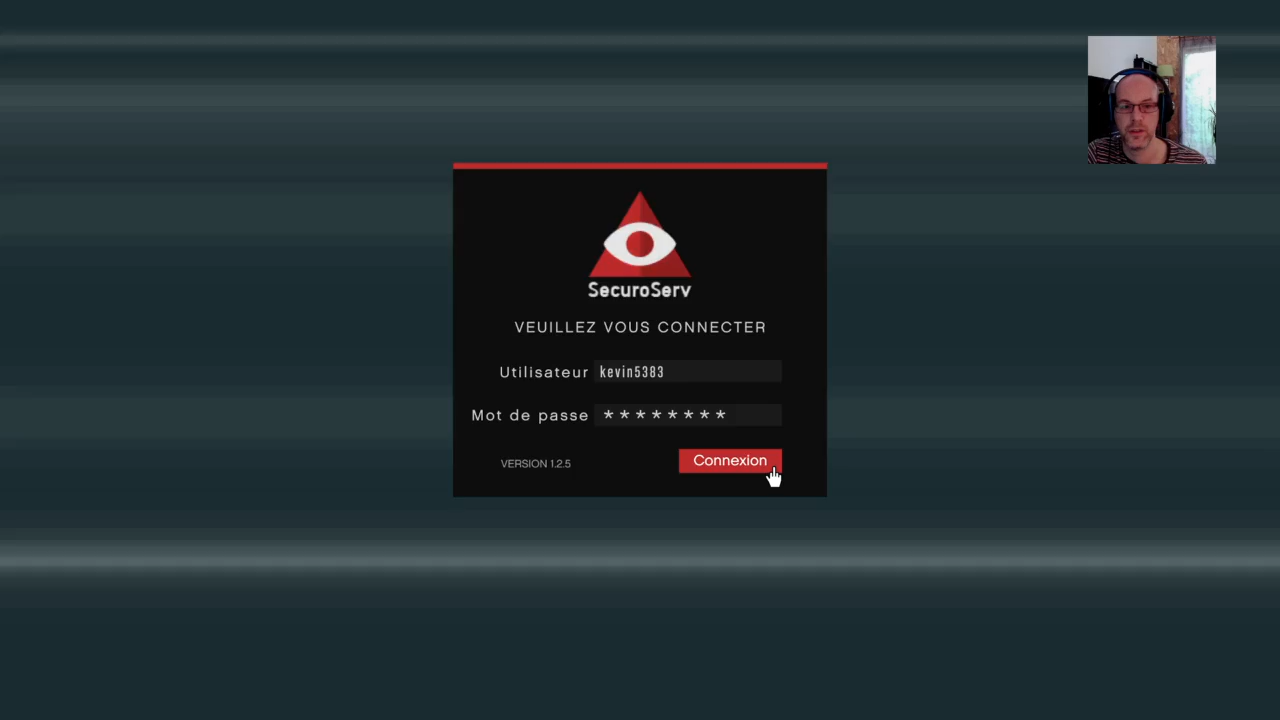 SecuroServ
VEUILLEZ VOUS CONNECTER
Utilisateur kevin5383
Mot de passe ********
VERSION 1.2.5 Connexion